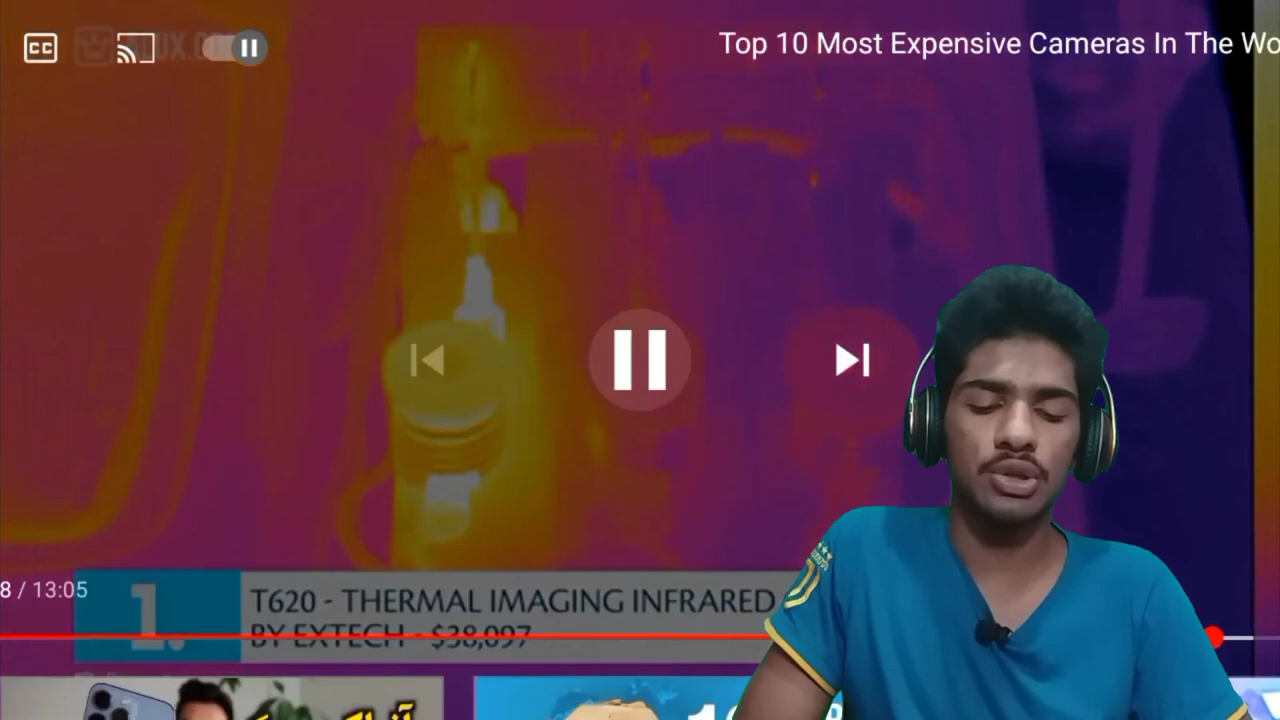 CC
Top 10 Most Expensive Cameras In The Wo
8 / 13:05
1.
T620 - THERMAL IMAGING INFRARED
BY EXTECH - $38,097